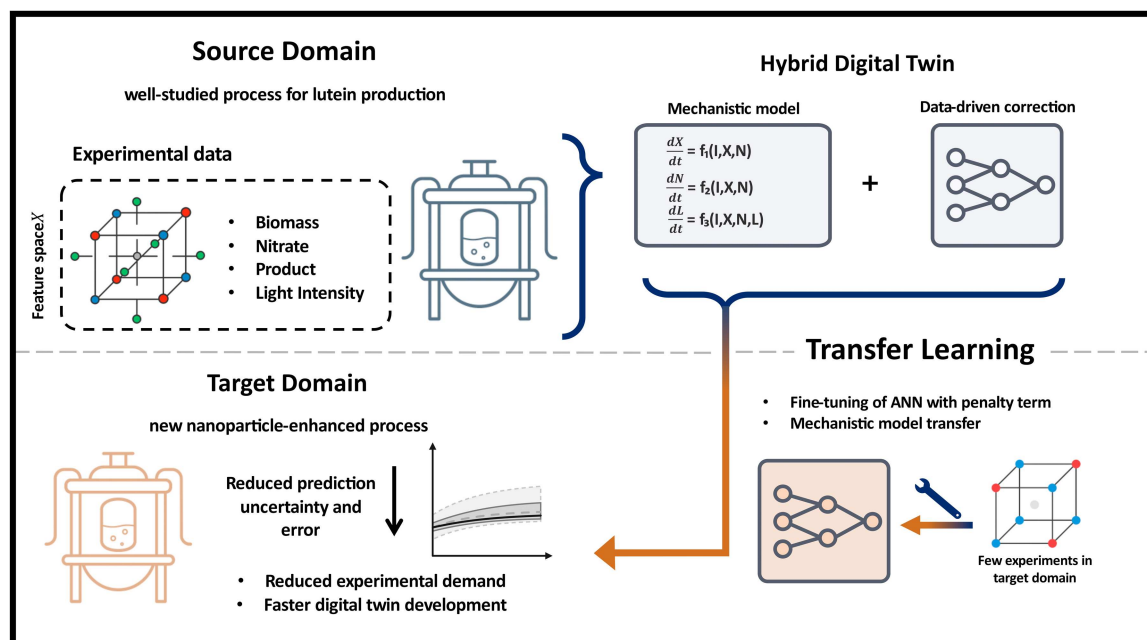 Source Domain
well-studied process for lutein production
Experimental data
Feature spaceX
• Biomass
• Nitrate
• Product
• Light Intensity
Hybrid Digital Twin
Mechanistic model
dX/dt = f₁(I,X,N)
dN/dt = f₂(I,X,N)
dL/dt = f₃(I,X,N,L)
+
Data-driven correction
Transfer Learning
• Fine-tuning of ANN with penalty term
• Mechanistic model transfer
Few experiments in
target domain
Target Domain
new nanoparticle-enhanced process
Reduced prediction
uncertainty and
error
• Reduced experimental demand
• Faster digital twin development